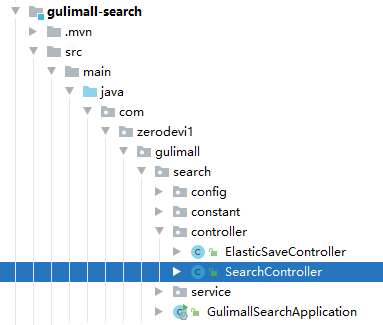 gulimall-search
.mvn
src
main
java
com
zerodevi1
gulimall
search
config
constant
controller
ElasticSaveController
SearchController
service
GulimallSearchApplication